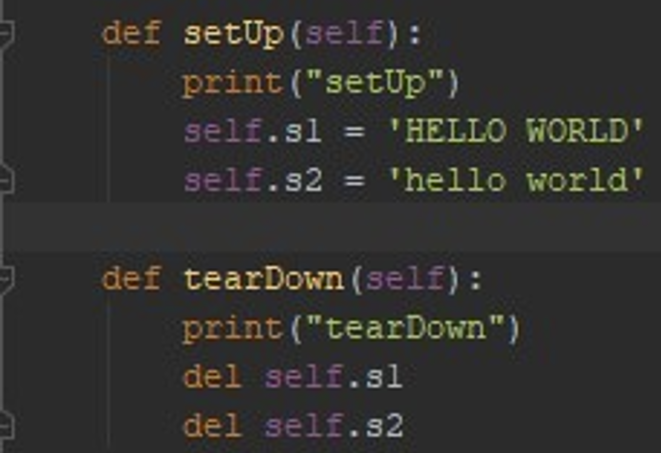 def setUp(self):
print("setUp")
self.s1 = 'HELLO WORLD'
self.s2 = 'hello world'
def tearDown(self):
print("tearDown")
del self.s1
del self.s2